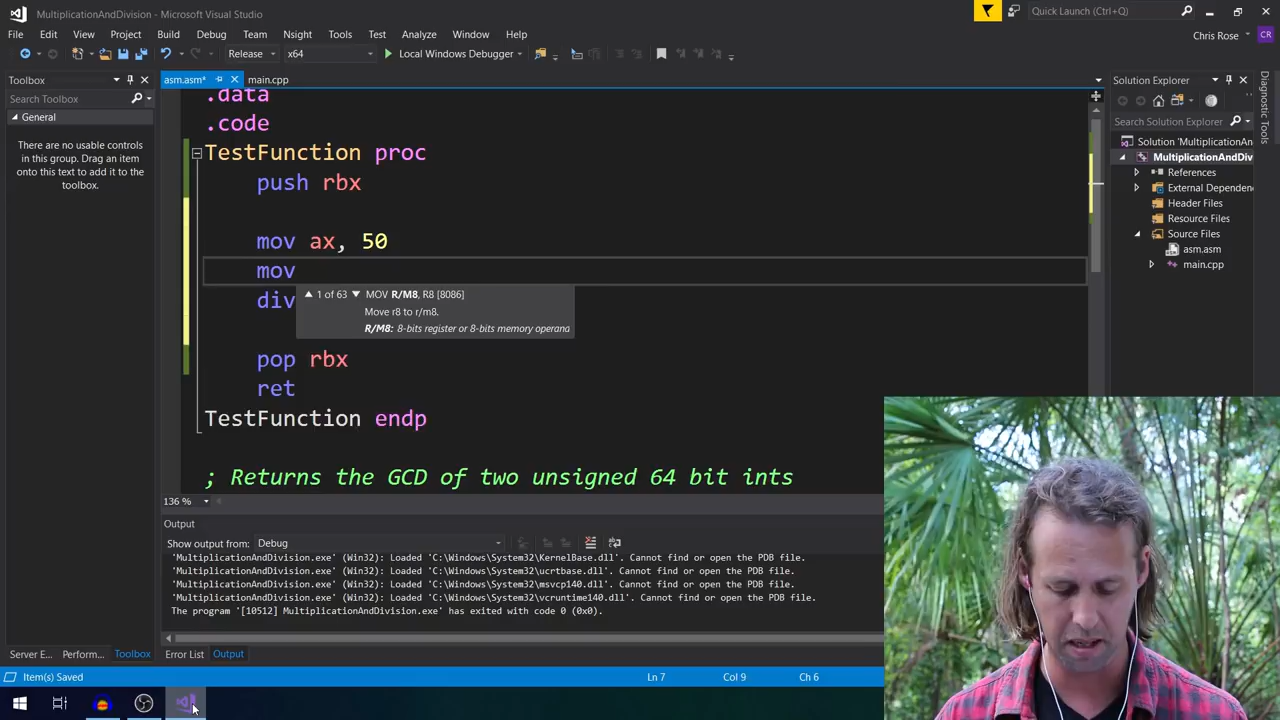 MultiplicationAndDivision - Microsoft Visual Studio
Quick Launch (Ctrl+Q)
File Edit View Project Build Debug Team Nsight Tools Test Analyze Window Help
Chris Rose CR
Release x64 Local Windows Debugger
Toolbox
asm.asm* main.cpp
Solution Explorer
Search Toolbox
Search Solution Explorer
General
There are no usable controls
in this group. Drag an item
onto this text to add it to the
toolbox.
Solution 'MultiplicationAn
MultiplicationAndDiv
References
External Dependenc
Header Files
Resource Files
Source Files
asm.asm
main.cpp
Diagnostic Tools
.data
.code
TestFunction proc
push rbx
mov ax, 50
mov
1 of 63 MOV R/M8, R8 [8086]
Move r8 to r/m8.
R/M8: 8-bits register or 8-bits memory operand
div
pop rbx
ret
TestFunction endp
; Returns the GCD of two unsigned 64 bit ints
136 %
Output
Show output from: Debug
'MultiplicationAndDivision.exe' (Win32): Loaded 'C:\Windows\System32\KernelBase.dll'. Cannot find or open the PDB file.
'MultiplicationAndDivision.exe' (Win32): Loaded 'C:\Windows\System32\ucrtbase.dll'. Cannot find or open the PDB file.
'MultiplicationAndDivision.exe' (Win32): Loaded 'C:\Windows\System32\msvcp140.dll'. Cannot find or open the PDB file.
'MultiplicationAndDivision.exe' (Win32): Loaded 'C:\Windows\System32\vcruntime140.dll'. Cannot find or open the PDB file.
The program '[10512] MultiplicationAndDivision.exe' has exited with code 0 (0x0).
Server E... Perform... Toolbox Error List Output
Item(s) Saved Ln 7 Col 9 Ch 6